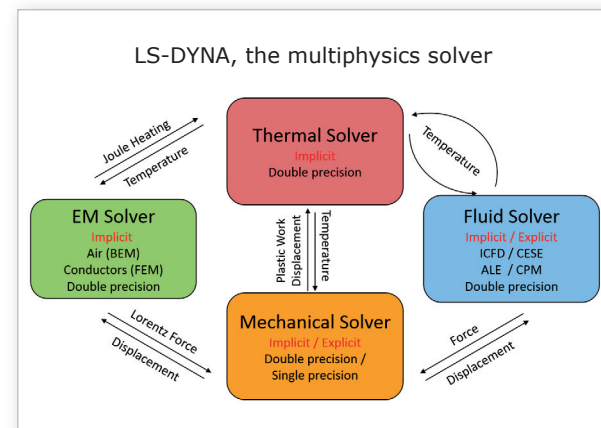 LS-DYNA, the multiphysics solver
Joule Heating
Temperature
Thermal Solver
Implicit
Double precision
Temperature
EM Solver
Implicit
Air (BEM)
Conductors (FEM)
Double precision
Plastic Work
Displacement
Temperature
Fluid Solver
Implicit / Explicit
ICFD / CESE
ALE / CPM
Double precision
Lorentz Force
Displacement
Mechanical Solver
Implicit / Explicit
Double precision /
Single precision
Force
Displacement